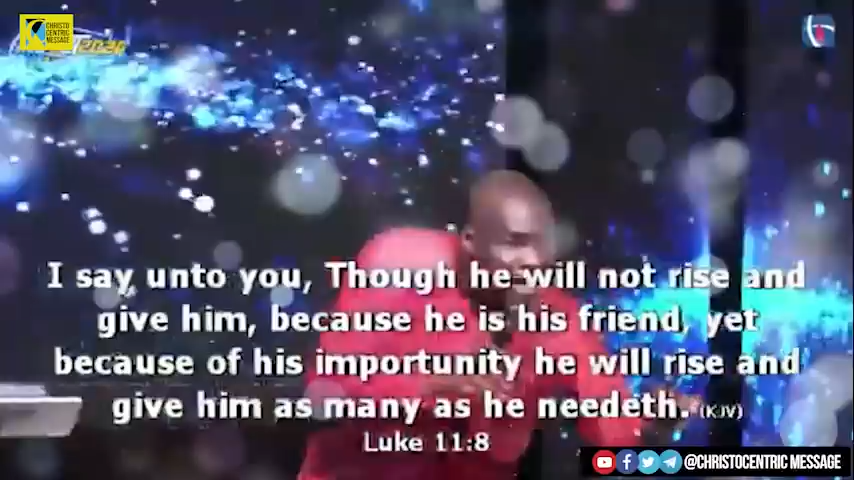 CHRISTO
CENTRIC
MESSAGE
I say unto you, Though he will not rise and
give him, because he is his friend, yet
because of his importunity he will rise and
give him as many as he needeth. (KJV)
Luke 11:8
@CHRISTOCENTRIC MESSAGE